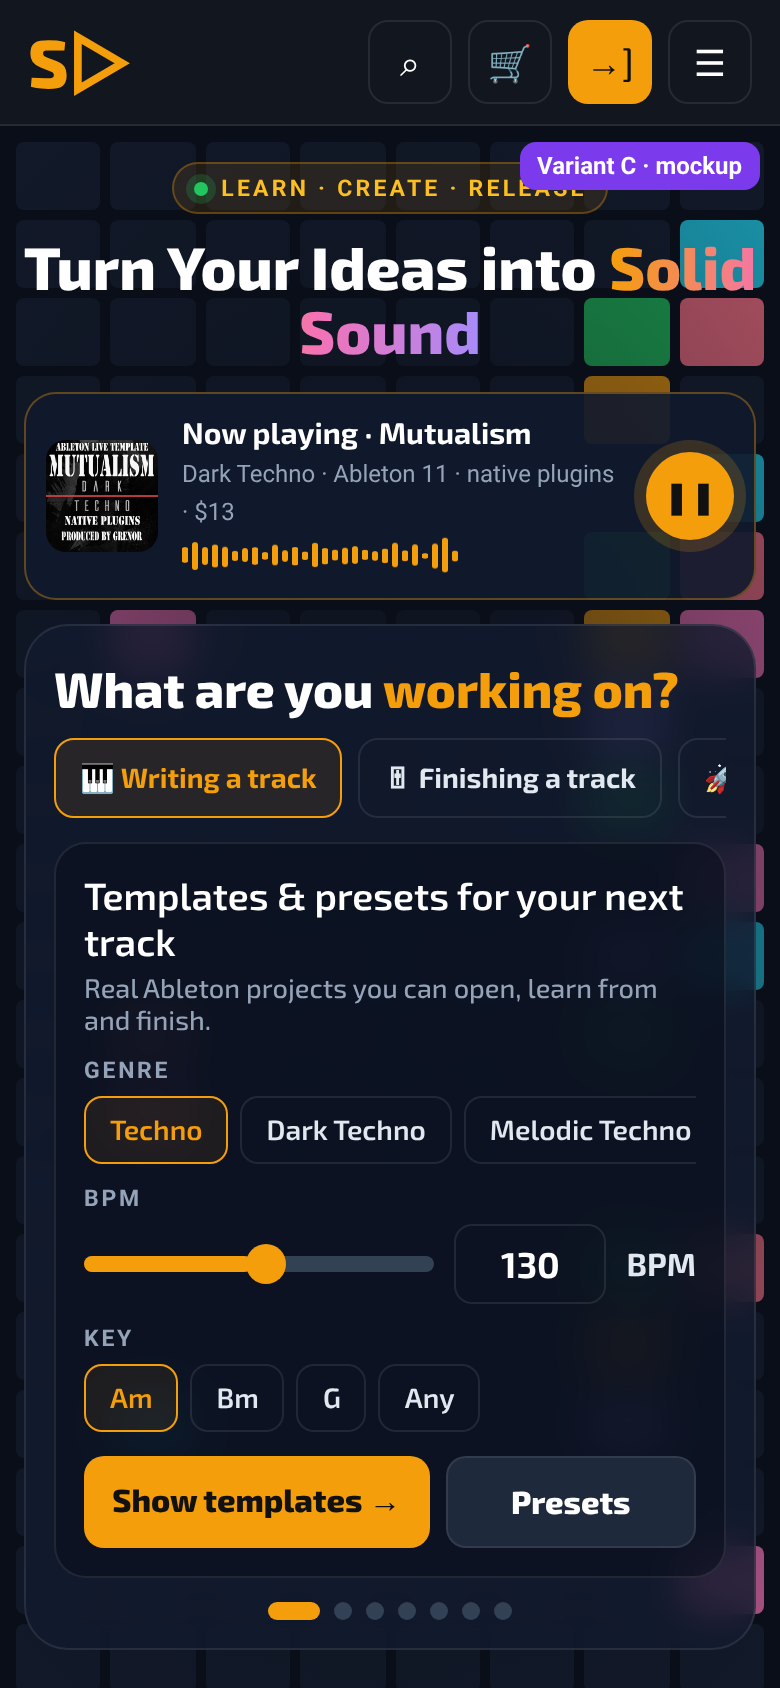 S
→]
Variant C · mockup
LEARN · CREATE · RELEASE
Turn Your Ideas into Solid
Sound
ABLETON LIVE TEMPLATE
MUTUALISM
DARK
TECHNO
NATIVE PLUGINS
PRODUCED BY GRENOR
Now playing · Mutualism
Dark Techno · Ableton 11 · native plugins
· $13
What are you working on?
Writing a track
Finishing a track
Templates & presets for your next
track
Real Ableton projects you can open, learn from
and finish.
GENRE
Techno
Dark Techno
Melodic Techno
BPM
130
BPM
KEY
Am
Bm
G
Any
Show templates →
Presets